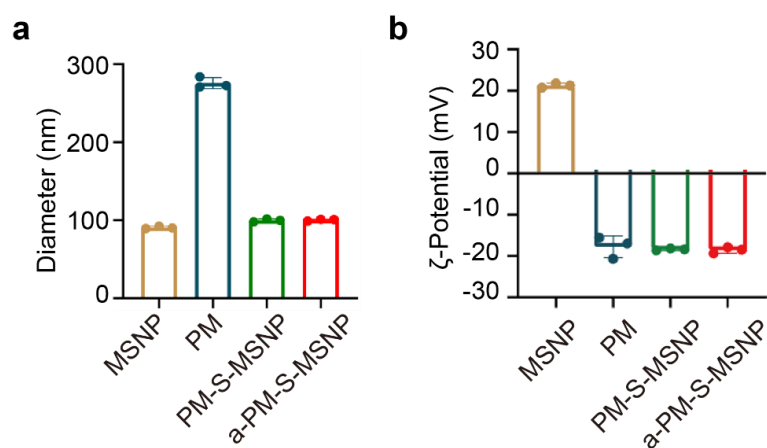 a
Diameter (nm)
300
200
100
0
MSNP
PM
PM-S-MSNP
a-PM-S-MSNP
b
ζ-Potential (mV)
30
20
10
0
-10
-20
-30
MSNP
PM
PM-S-MSNP
a-PM-S-MSNP